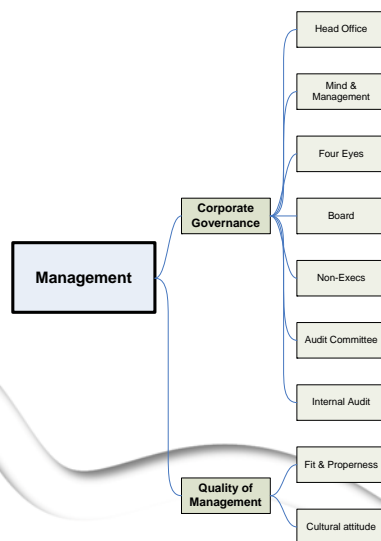 Head Office
Mind &
Management
Four Eyes
Corporate
Governance
Board
Management
Non-Execs
Audit Committee
Internal Audit
Quality of
Management
Fit & Properness
Cultural attitude